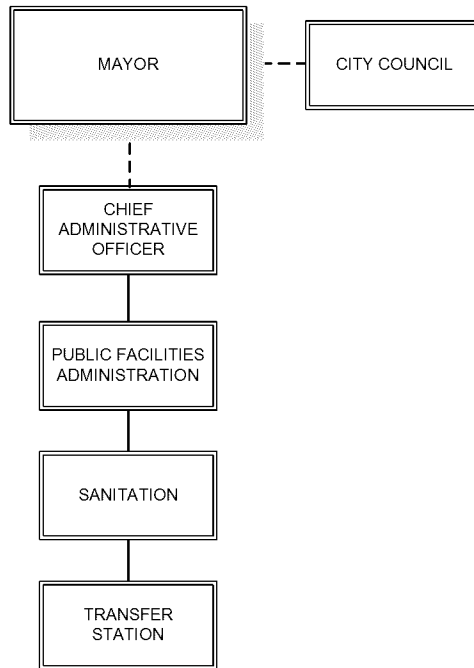 MAYOR
CITY COUNCIL
CHIEF
ADMINISTRATIVE
OFFICER
PUBLIC FACILITIES
ADMINISTRATION
SANITATION
TRANSFER
STATION